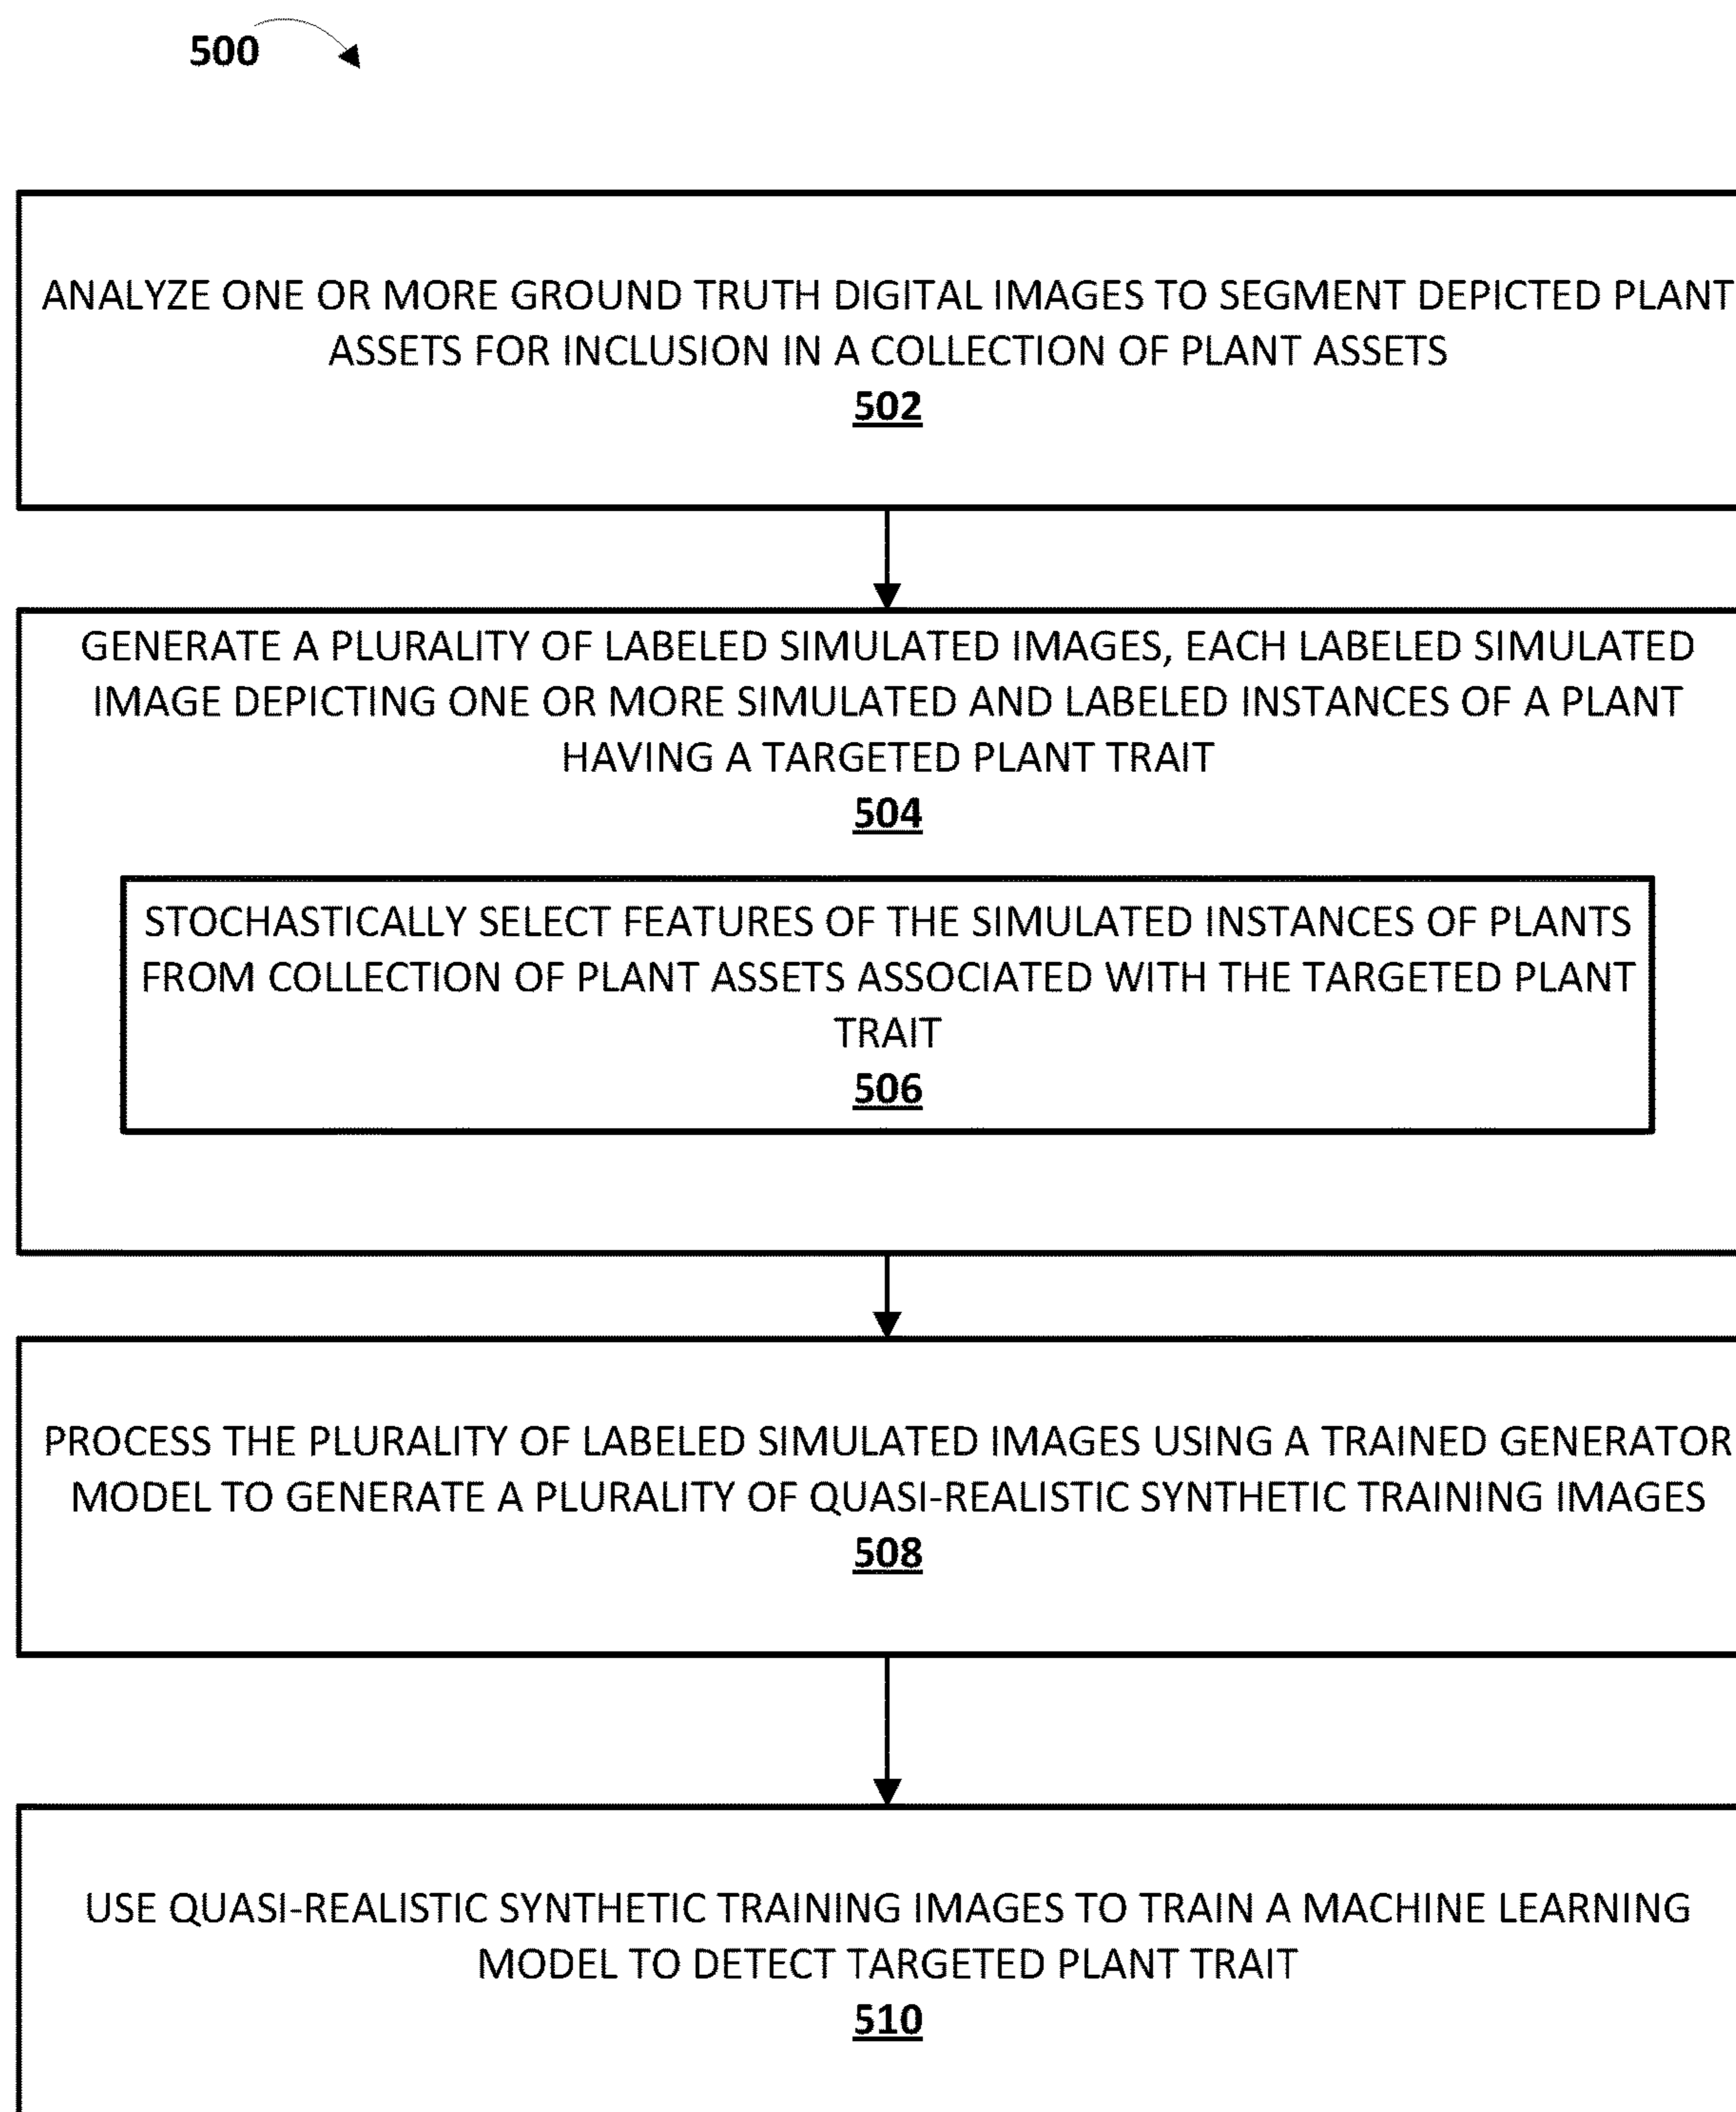 500
ANALYZE ONE OR MORE GROUND TRUTH DIGITAL IMAGES TO SEGMENT DEPICTED PLANT
ASSETS FOR INCLUSION IN A COLLECTION OF PLANT ASSETS
502
GENERATE A PLURALITY OF LABELED SIMULATED IMAGES, EACH LABELED SIMULATED
IMAGE DEPICTING ONE OR MORE SIMULATED AND LABELED INSTANCES OF A PLANT
HAVING A TARGETED PLANT TRAIT
504
STOCHASTICALLY SELECT FEATURES OF THE SIMULATED INSTANCES OF PLANTS
FROM COLLECTION OF PLANT ASSETS ASSOCIATED WITH THE TARGETED PLANT
TRAIT
506
PROCESS THE PLURALITY OF LABELED SIMULATED IMAGES USING A TRAINED GENERATOR
MODEL TO GENERATE A PLURALITY OF QUASI-REALISTIC SYNTHETIC TRAINING IMAGES
508
USE QUASI-REALISTIC SYNTHETIC TRAINING IMAGES TO TRAIN A MACHINE LEARNING
MODEL TO DETECT TARGETED PLANT TRAIT
510